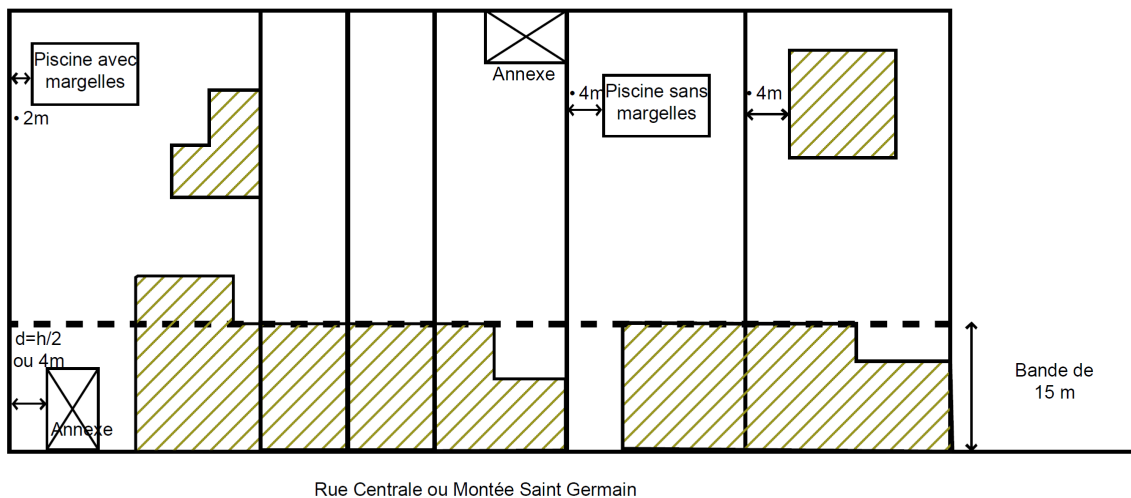 Piscine avec
margelles
• 2m
Annexe
• 4m
Piscine sans
margelles
• 4m
d=h/2
ou 4m
Annexe
Bande de
15 m
Rue Centrale ou Montée Saint Germain